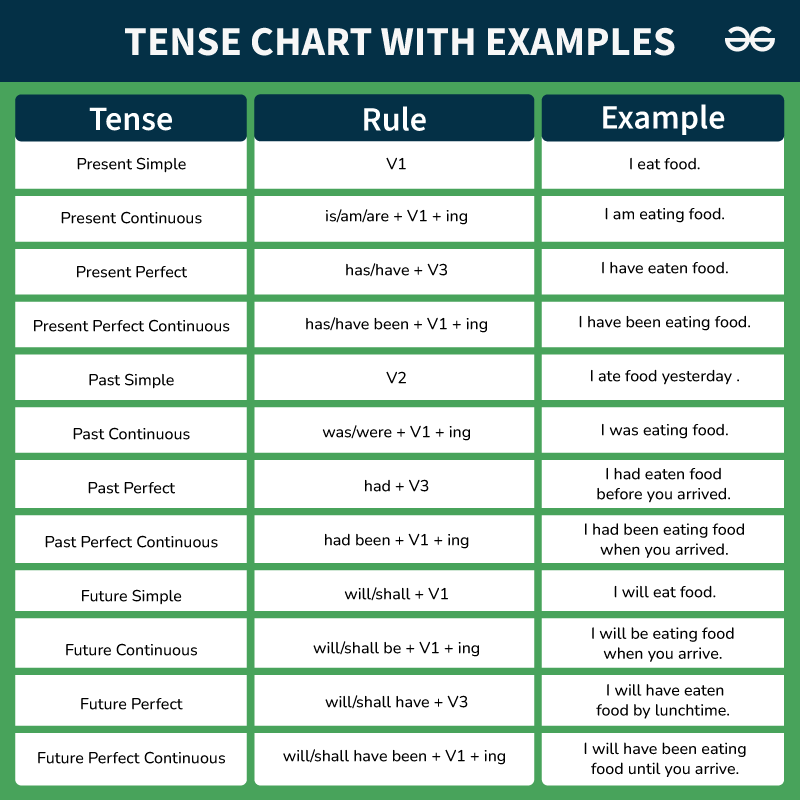 TENSE CHART WITH EXAMPLES
Tense Rule Example
Present Simple V1 I eat food.
Present Continuous is/am/are + V1 + ing I am eating food.
Present Perfect has/have + V3 I have eaten food.
Present Perfect Continuous has/have been + V1 + ing I have been eating food.
Past Simple V2 I ate food yesterday .
Past Continuous was/were + V1 + ing I was eating food.
Past Perfect had + V3 I had eaten food
before you arrived.
Past Perfect Continuous had been + V1 + ing I had been eating food
when you arrived.
Future Simple will/shall + V1 I will eat food.
Future Continuous will/shall be + V1 + ing I will be eating food
when you arrive.
Future Perfect will/shall have + V3 I will have eaten
food by lunchtime.
Future Perfect Continuous will/shall have been + V1 + ing I will have been eating
food until you arrive.